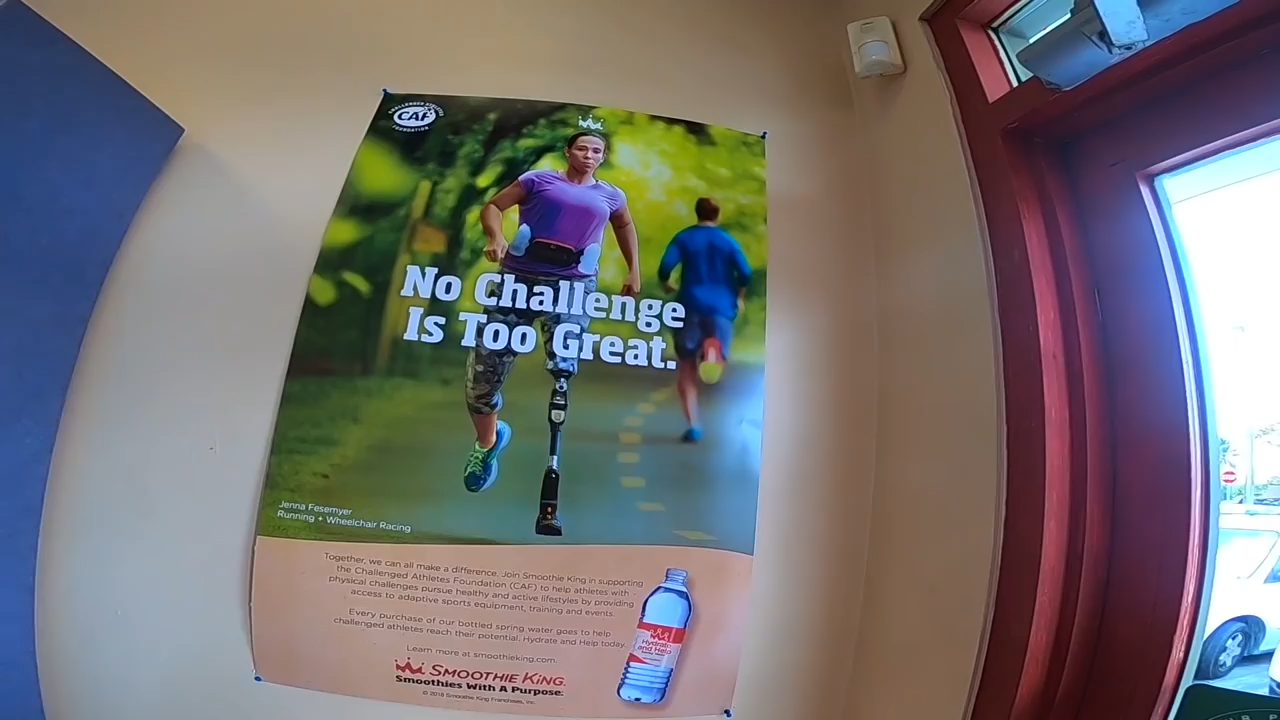 CHALLENGED ATHLETES
CAF
FOUNDATION
No Challenge
Is Too Great.
Jenna Fesemyer
Running + Wheelchair Racing
Together, we can all make a difference. Join Smoothie King in supporting
the Challenged Athletes Foundation (CAF) to help athletes with
physical challenges pursue healthy and active lifestyles by providing
access to adaptive sports equipment, training and events.
Every purchase of our bottled spring water goes to help
challenged athletes reach their potential. Hydrate and Help today.
Learn more at smoothieking.com.
Hydrate
and Help
SMOOTHIE KING
Smoothies With A Purpose.
© 2018 Smoothie King Franchises, Inc.